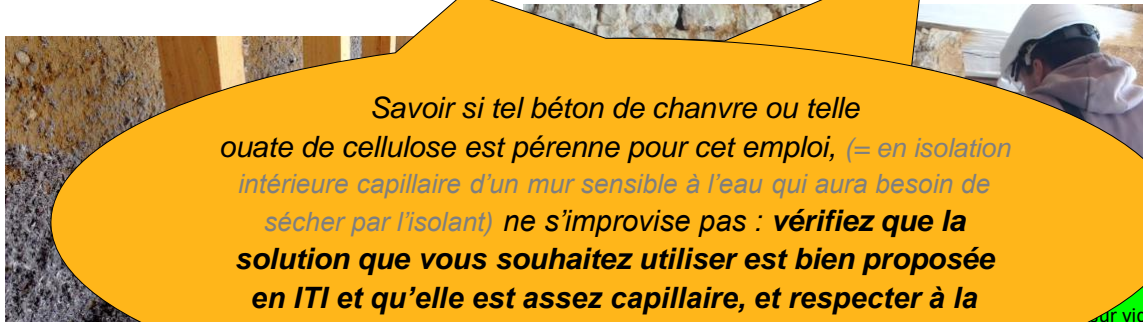 Savoir si tel béton de chanvre ou telle
ouate de cellulose est pérenne pour cet emploi, (= en isolation
intérieure capillaire d'un mur sensible à l'eau qui aura besoin de
sécher par l'isolant) ne s'improvise pas : vérifiez que la
solution que vous souhaitez utiliser est bien proposée
en ITI et qu'elle est assez capillaire, et respecter à la